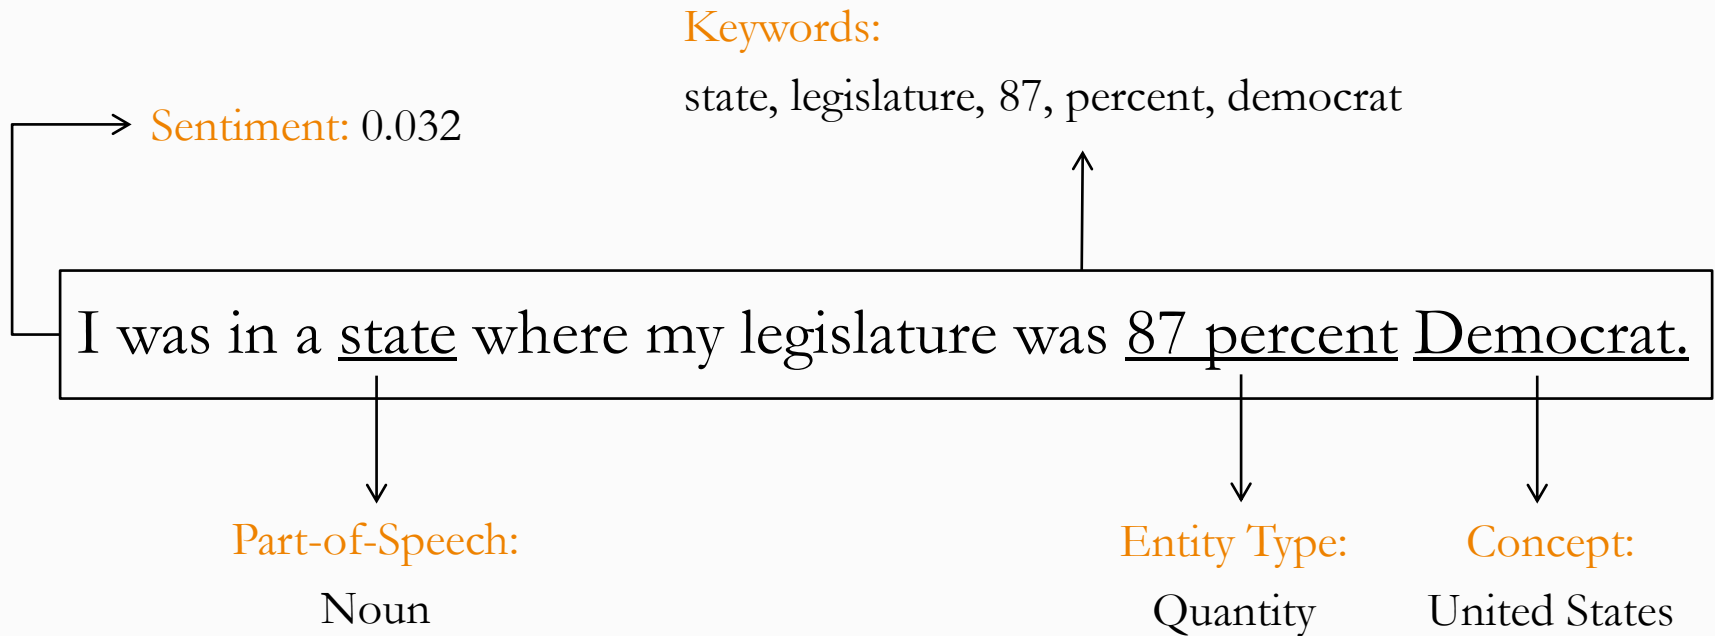 Keywords:
state, legislature, 87, percent, democrat
Sentiment: 0.032
I was in a state where my legislature was 87 percent Democrat.
Part-of-Speech:
Noun
Entity Type:
Quantity
Concept:
United States